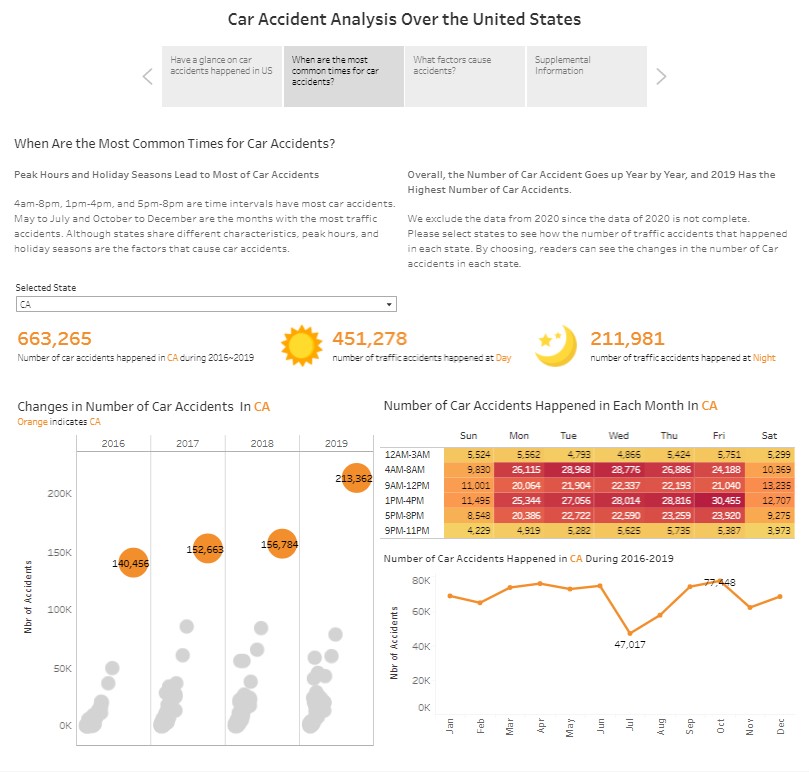 Car Accident Analysis Over the United States
Have a glance on car
accidents happened in US
When are the most
common times for car
accidents?
What factors cause
accidents?
Supplemental
Information
When Are the Most Common Times for Car Accidents?
Peak Hours and Holiday Seasons Lead to Most of Car Accidents
4am-8pm, 1pm-4pm, and 5pm-8pm are time intervals have most car accidents.
May to July and October to December are the months with the most traffic
accidents. Although states share different characteristics, peak hours, and
holiday seasons are the factors that cause car accidents.
Overall, the Number of Car Accident Goes up Year by Year, and 2019 Has the
Highest Number of Car Accidents.
We exclude the data from 2020 since the data of 2020 is not complete.
Please select states to see how the number of traffic accidents that happened
in each state. By choosing, readers can see the changes in the number of Car
accidents in each state.
Selected State
CA
663,265
Number of car accidents happened in CA during 2016~2019
451,278
number of traffic accidents happened at Day
211,981
number of traffic accidents happened at Night
Changes in Number of Car Accidents In CA
Orange indicates CA
2016 2017 2018 2019
Nbr of Accidents
200K
150K
100K
50K
0K
140,456
152,663
156,784
213,362
Number of Car Accidents Happened in Each Month In CA
Sun Mon Tue Wed Thu Fri Sat
12AM-3AM 5,524 5,562 4,793 4,866 5,424 5,751 5,299
4AM-8AM 9,830 26,115 28,968 28,776 26,886 24,188 10,369
9AM-12PM 11,001 20,064 21,904 22,337 22,193 21,040 13,235
1PM-4PM 11,495 25,344 27,056 28,014 28,816 30,455 12,707
5PM-8PM 8,548 20,386 22,722 22,590 23,259 23,920 9,275
9PM-11PM 4,229 4,919 5,282 5,625 5,735 5,387 3,973
Number of Car Accidents Happened in CA During 2016-2019
Nbr of Accidents
80K
60K
40K
20K
0K
77,448
47,017
Jan Feb Mar Apr May Jun Jul Aug Sep Oct Nov Dec